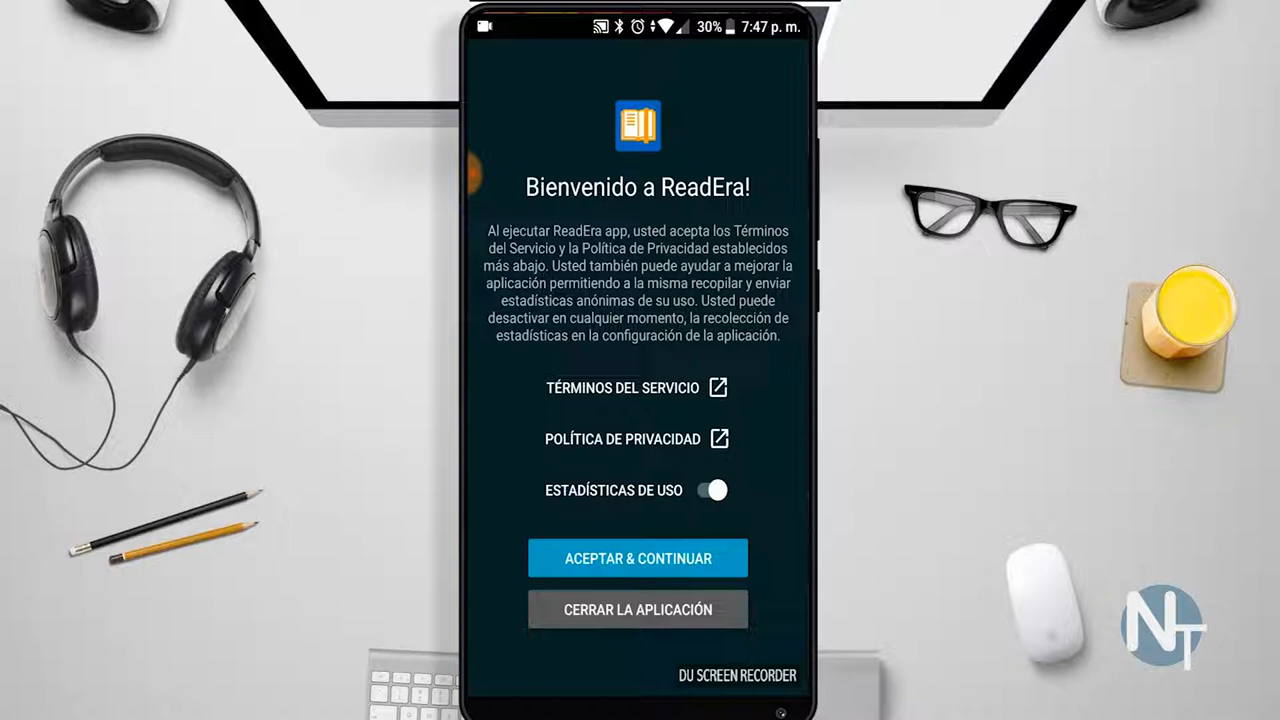 30% 7:47 p. m.
Bienvenido a ReadEra!
Al ejecutar ReadEra app, usted acepta los Términos
del Servicio y la Política de Privacidad establecidos
más abajo. Usted también puede ayudar a mejorar la
aplicación permitiendo a la misma recopilar y enviar
estadísticas anónimas de su uso. Usted puede
desactivar en cualquier momento, la recolección de
estadísticas en la configuración de la aplicación.
TÉRMINOS DEL SERVICIO
POLÍTICA DE PRIVACIDAD
ESTADÍSTICAS DE USO
ACEPTAR & CONTINUAR
CERRAR LA APLICACIÓN
DU SCREEN RECORDER
NT